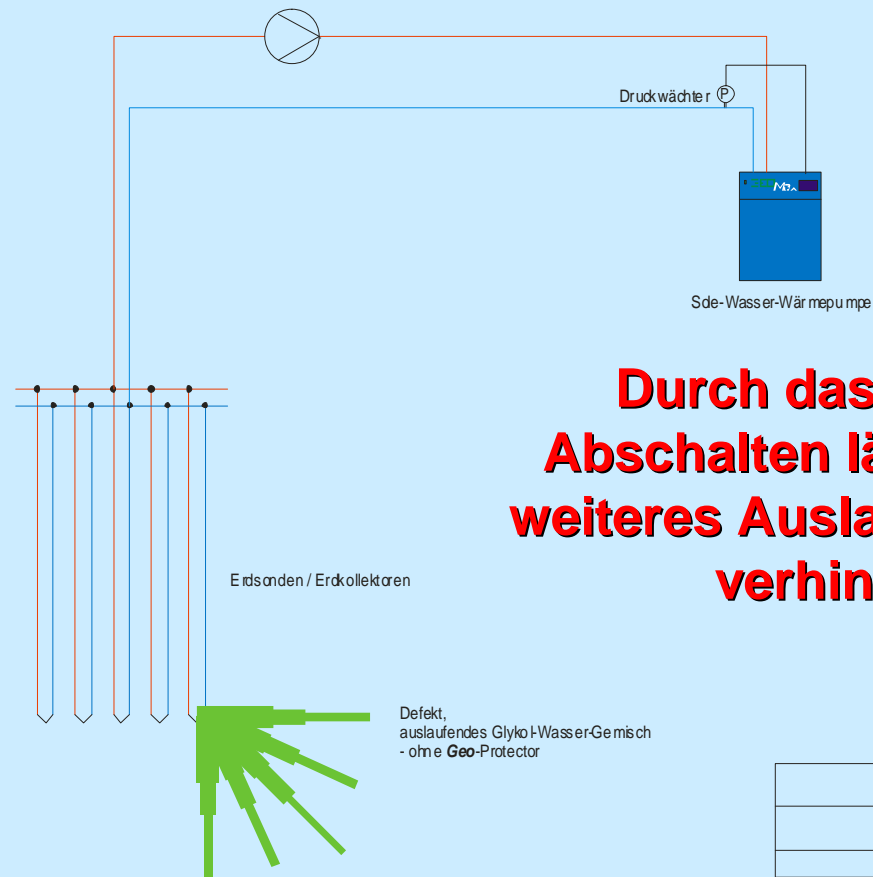 Druckwächter P
Sole-Wasser-Wärmepumpe
Durch das
Abschalten lä
weiteres Ausla
verhin
Erdsonden / Erdkollektoren
Defekt,
auslaufendes Glykol-Wasser-Gemisch
- ohne Geo-Protector